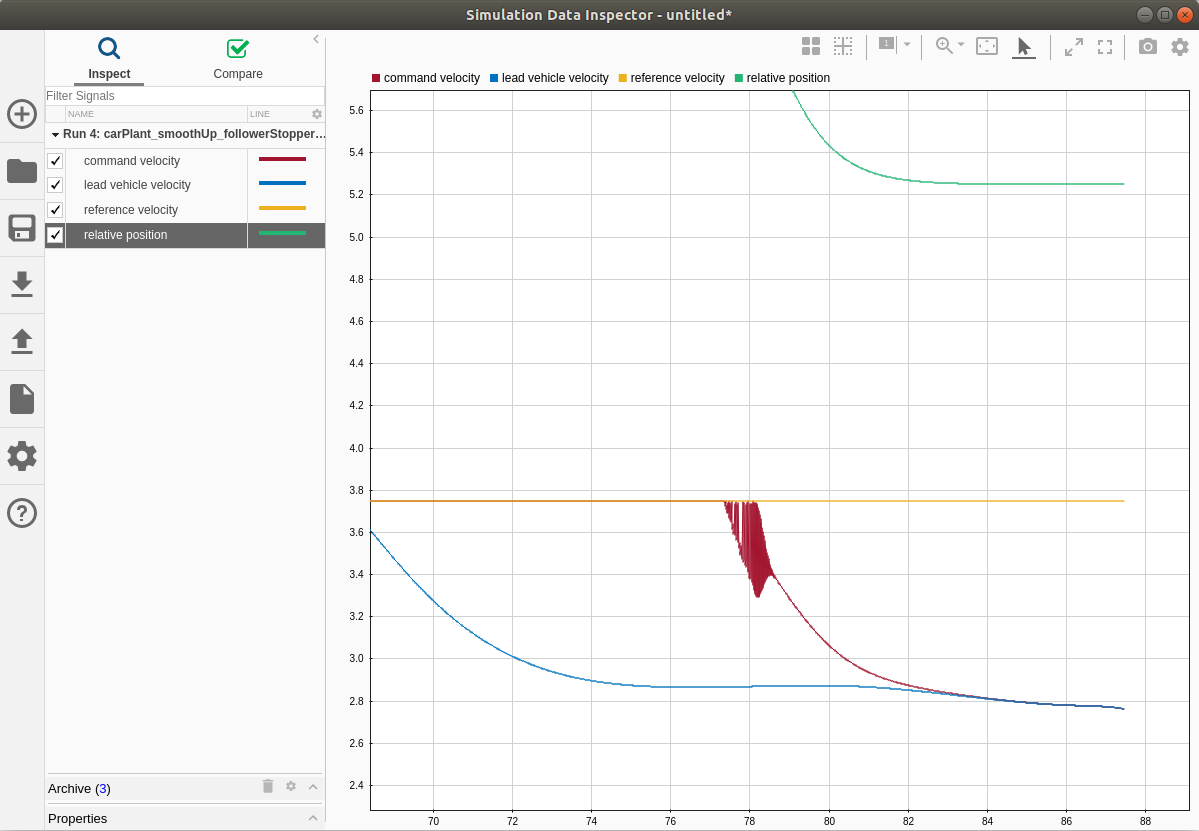 Simulation Data Inspector - untitled*
Inspect
Compare
Filter Signals
NAME
LINE
Run 4: carPlant_smoothUp_followerStopper...
command velocity
lead vehicle velocity
reference velocity
relative position
Archive (3)
Properties
1
command velocity lead vehicle velocity reference velocity relative position
5.6
5.4
5.2
5.0
4.8
4.6
4.4
4.2
4.0
3.8
3.6
3.4
3.2
3.0
2.8
2.6
2.4
70 72 74 76 78 80 82 84 86 88